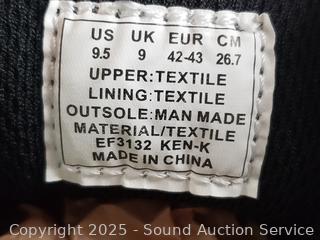 US UK EUR CM
9.5 9 42-43 26.7
UPPER:TEXTILE
LINING:TEXTILE
OUTSOLE:MAN MADE
MATERIAL/TEXTILE
EF3132 KEN-K
MADE IN CHINA
Copyright 2025 - Sound Auction Service